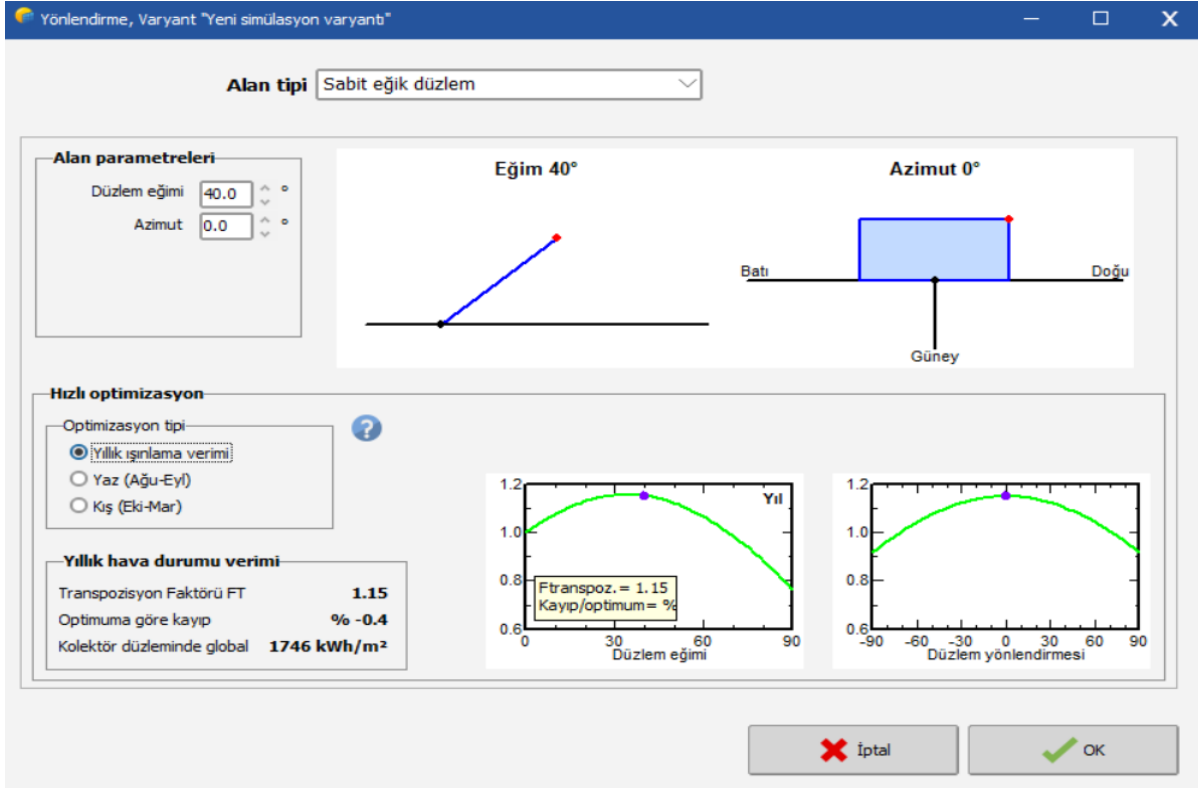 Yönlendirme, Varyant "Yeni simülasyon varyantı"
Alan tipi Sabit eğik düzlem
Alan parametreleri
Düzlem eğimi 40.0 °
Azimut 0.0 °
Eğim 40°
Azimut 0°
Batı
Doğu
Güney
Hızlı optimizasyon
Optimizasyon tipi
Yıllık ışınlama verimi
Yaz (Ağu-Eyl)
Kış (Eki-Mar)
?
Yıllık hava durumu verimi
Transpozisyon Faktörü FT 1.15
Optimuma göre kayıp % -0.4
Kolektör düzleminde global 1746 kWh/m²
Yıl
1.2
1.0
0.8
0.6
Ftranspoz.= 1.15
Kayıp/optimum= %
0 30 60 90
Düzlem eğimi
1.2
1.0
0.8
0.6
-90 -60 -30 0 30 60 90
Düzlem yönlendirmesi
İptal
OK